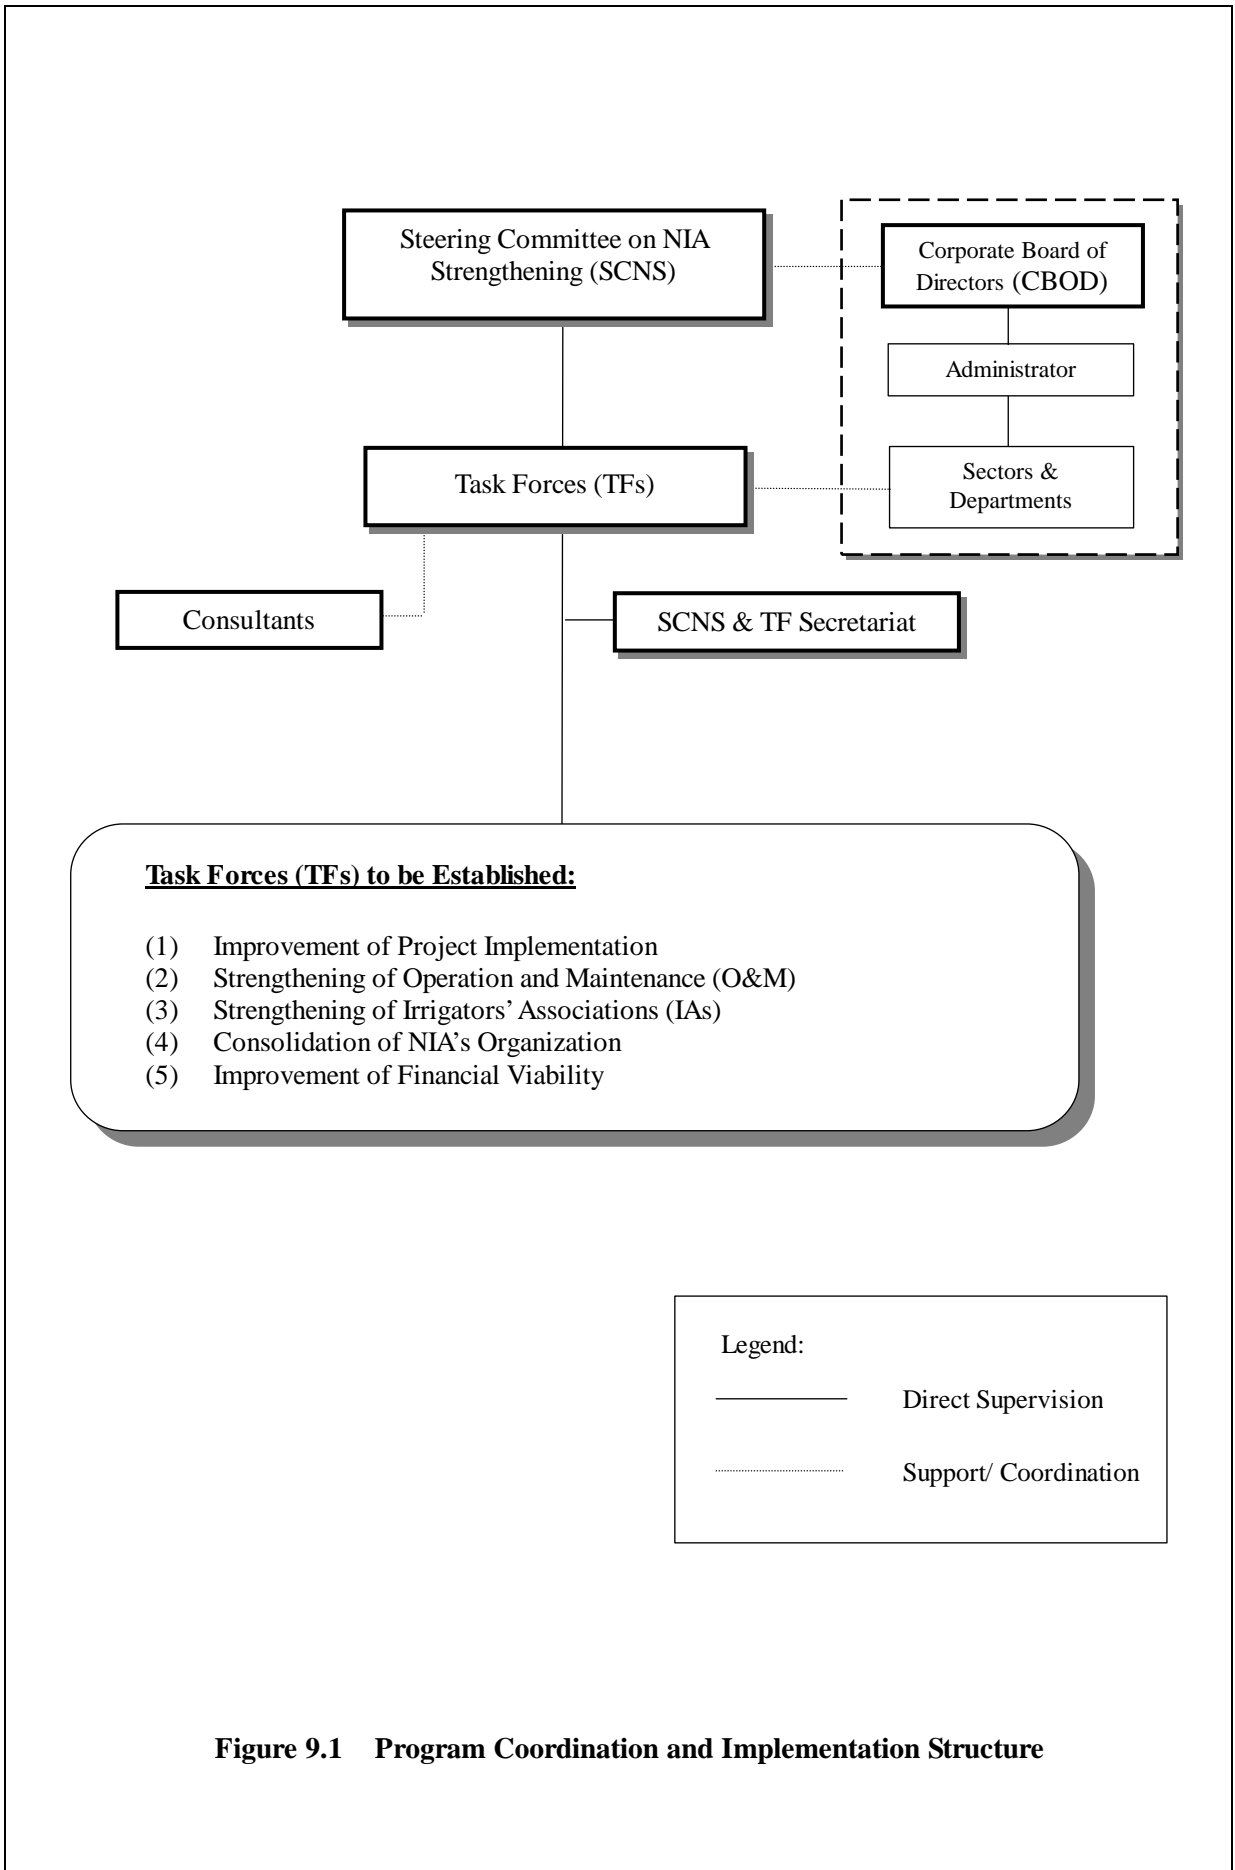 Steering Committee on NIA
Strengthening (SCNS)
Corporate Board of
Directors (CBOD)
Administrator
Task Forces (TFs)
Sectors &
Departments
Consultants
SCNS & TF Secretariat
Task Forces (TFs) to be Established:
(1) Improvement of Project Implementation
(2) Strengthening of Operation and Maintenance (O&M)
(3) Strengthening of Irrigators’ Associations (IAs)
(4) Consolidation of NIA’s Organization
(5) Improvement of Financial Viability
Legend:
Direct Supervision
Support/ Coordination
Figure 9.1 Program Coordination and Implementation Structure